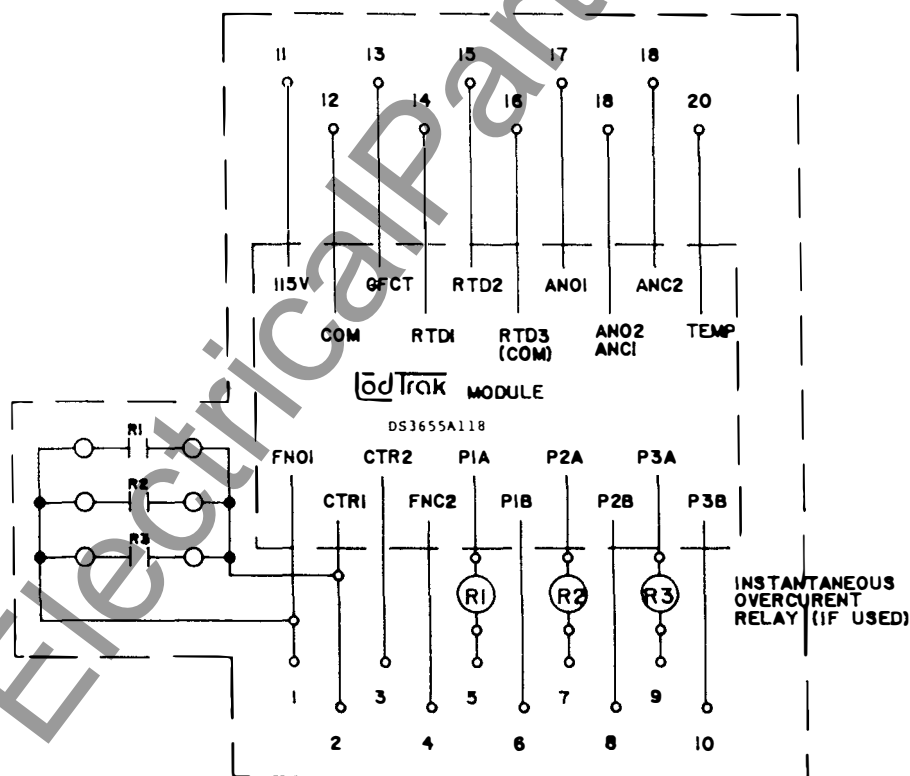 11 13 15 17 18
12 14 16 18 20
115V GFCT RTD2 ANO1 ANC2
COM RTD1 RTD3 (COM) ANO2 ANC1 TEMP
LodTrak MODULE
DS3655A118
R1
R2
R3
FNO1 CTR2 P1A P2A P3A
CTR1 FNC2 P1B P2B P3B
R1 R2 R3
INSTANTANEOUS
OVERCURENT
RELAY (IF USED)
1 3 5 7 9
2 4 6 8 10
ElectricalPar